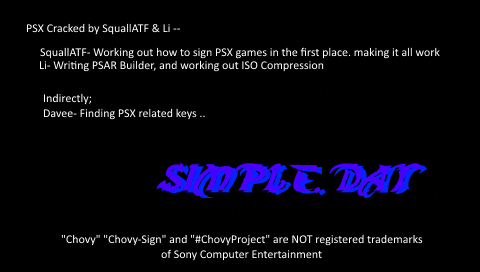 PSX Cracked by SquallATF & Li --
SquallATF- Working out how to sign PSX games in the first place. making it all work
Li- Writing PSAR Builder, and working out ISO Compression
Indirectly;
Davee- Finding PSX related keys ..
SIMPLE.DAT
"Chovy" "Chovy-Sign" and "#ChovyProject" are NOT registered trademarks
of Sony Computer Entertainment